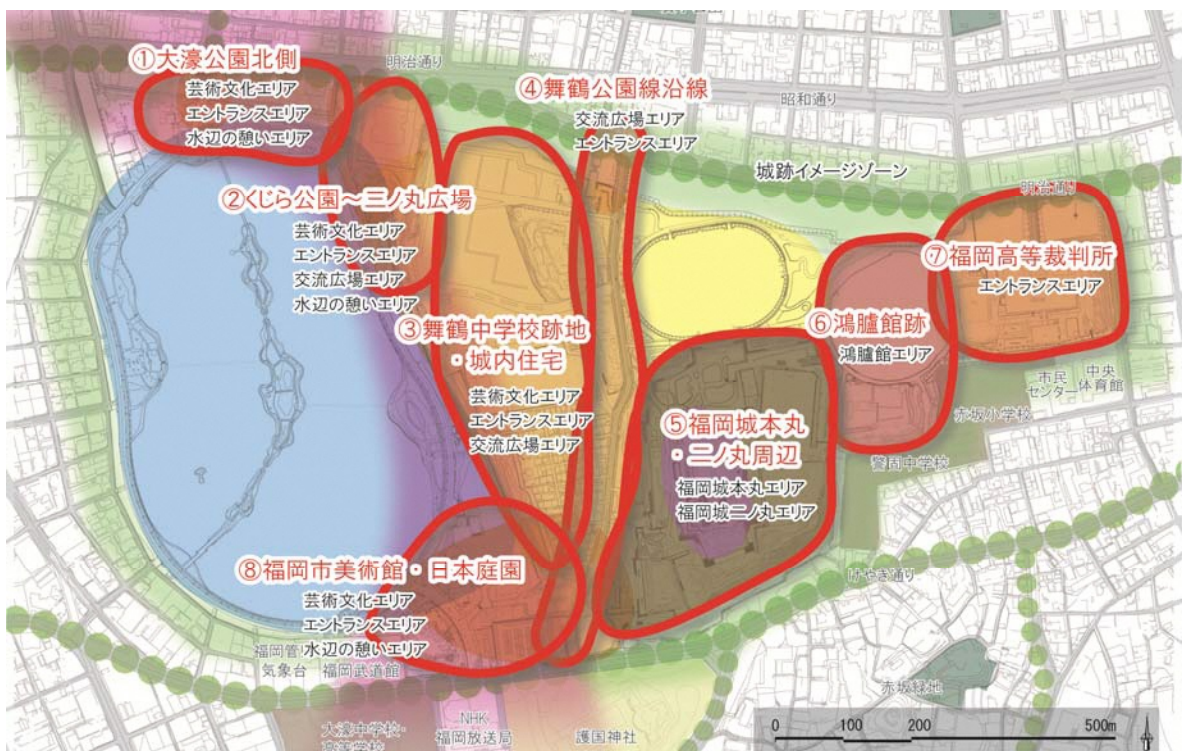 ①大濠公園北側
芸術文化エリア
エントランスエリア
水辺の憩いエリア
明治通り
④舞鶴公園線沿線
交流広場エリア
エントランスエリア
昭和通り
城跡イメージゾーン
明治通り
②くじら公園～三ノ丸広場
芸術文化エリア
エントランスエリア
交流広場エリア
水辺の憩いエリア
⑦福岡高等裁判所
エントランスエリア
③舞鶴中学校跡地
・城内住宅
芸術文化エリア
エントランスエリア
交流広場エリア
⑥鴻臚館跡
鴻臚館エリア
市民
センター
中央
体育館
赤坂小学校
警固中学校
⑤福岡城本丸
・二ノ丸周辺
福岡城本丸エリア
福岡城二ノ丸エリア
けやき通り
⑧福岡市美術館・日本庭園
芸術文化エリア
エントランスエリア
水辺の憩いエリア
福岡管
気象台
福岡武道館
大濠中学校・
NHK
福岡放送局
護国神社
赤坂緑地
0 100 200 500m